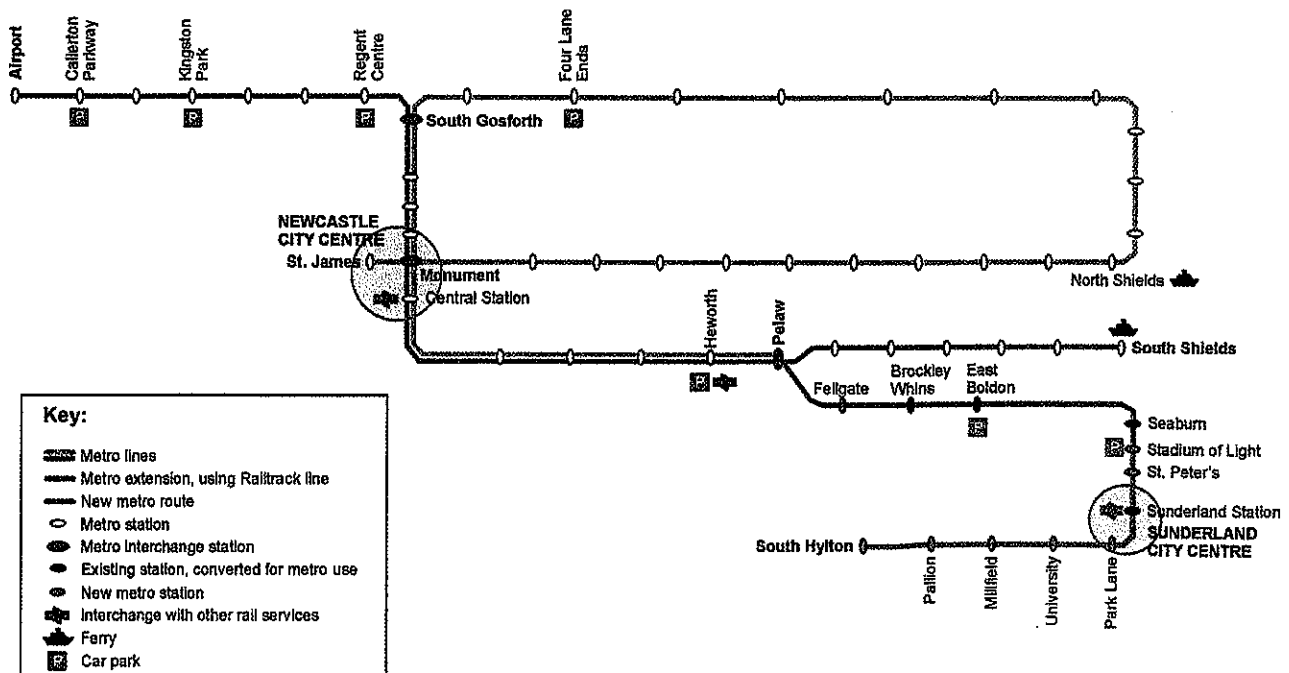 Airport
Callerton
Parkway
Kingston
Park
Regent
Centre
Four Lane
Ends
South Gosforth
NEWCASTLE
CITY CENTRE
St. James
Monument
Central Station
North Shields
Heworth
Pelaw
South Shields
Fellgate
Brockley
Whins
East
Boldon
Seaburn
Stadium of Light
St. Peter's
Sunderland Station
SUNDERLAND
CITY CENTRE
South Hylton
Pallion
Millfield
University
Park Lane
Key:
Metro lines
Metro extension, using Railtrack line
New metro route
Metro station
Metro Interchange station
Existing station, converted for metro use
New metro station
Interchange with other rail services
Ferry
Car park